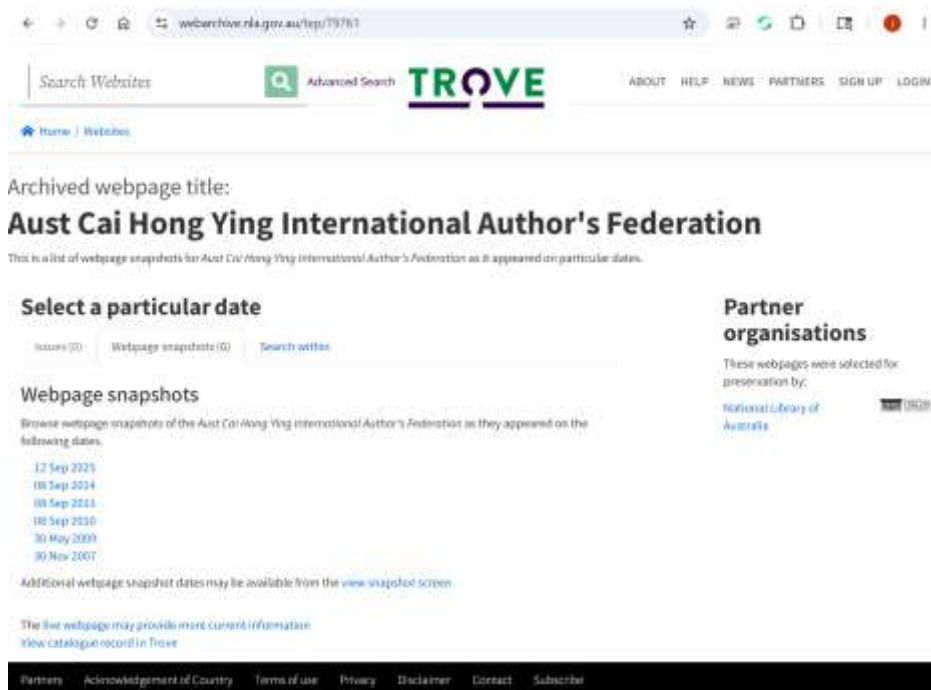 webarchive.nla.gov.au/tep/79761
Search Websites
Advanced Search
TROVE
ABOUT HELP NEWS PARTNERS SIGN UP LOGIN
Home / Websites
Archived webpage title:
Aust Cai Hong Ying International Author's Federation
This is a list of webpage snapshots for Aust Cai Hong Ying International Author's Federation as it appeared on particular dates.
Select a particular date
Issues (0) Webpage snapshots (6) Search within
Webpage snapshots
Browse webpage snapshots of the Aust Cai Hong Ying International Author's Federation as they appeared on the
following dates.
12 Sep 2025
08 Sep 2014
08 Sep 2011
08 Sep 2010
30 May 2009
30 Nov 2007
Additional webpage snapshot dates may be available from the view snapshot screen
The live webpage may provide more current information
View catalogue record in Trove
Partner
organisations
These webpages were selected for
preservation by:
National Library of
Australia
Partners Acknowledgement of Country Terms of use Privacy Disclaimer Contact Subscribe